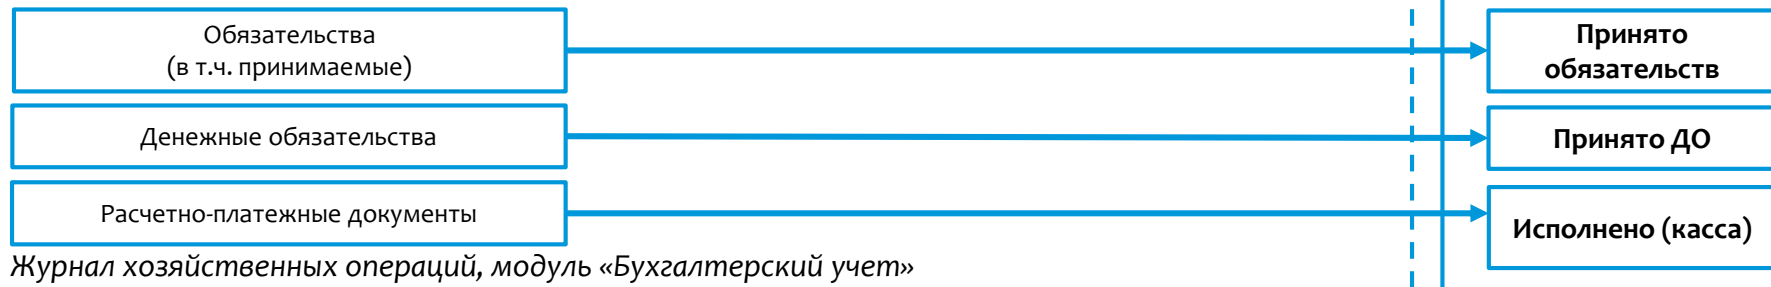 Обязательства
(в т.ч. принимаемые)
Принято
обязательств
Денежные обязательства
Принято ДО
Расчетно-платежные документы
Исполнено (касса)
Журнал хозяйственных операций, модуль «Бухгалтерский учет»